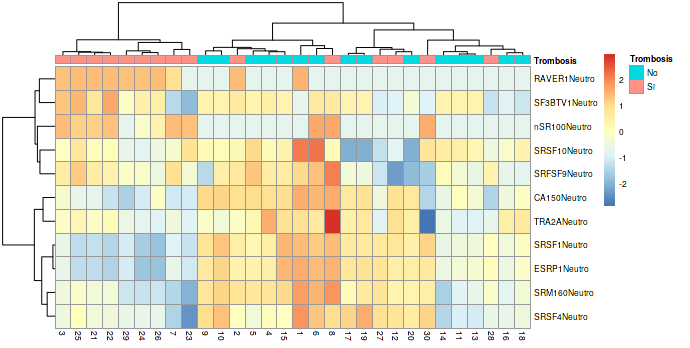 Trombosis
Trombosis
No
SI
RAVER1Neutro
SF3BTV1Neutro
nSR100Neutro
SRSF10Neutro
SRFSF9Neutro
CA150Neutro
TRA2ANeutro
SRSF1Neutro
ESRP1Neutro
SRM160Neutro
SRSF4Neutro
2
1
0
-1
-2
3 25 21 22 29 24 26 7 23 9 10 2 5 4 15 1 6 8 17 19 27 12 20 30 14 11 13 28 16 18